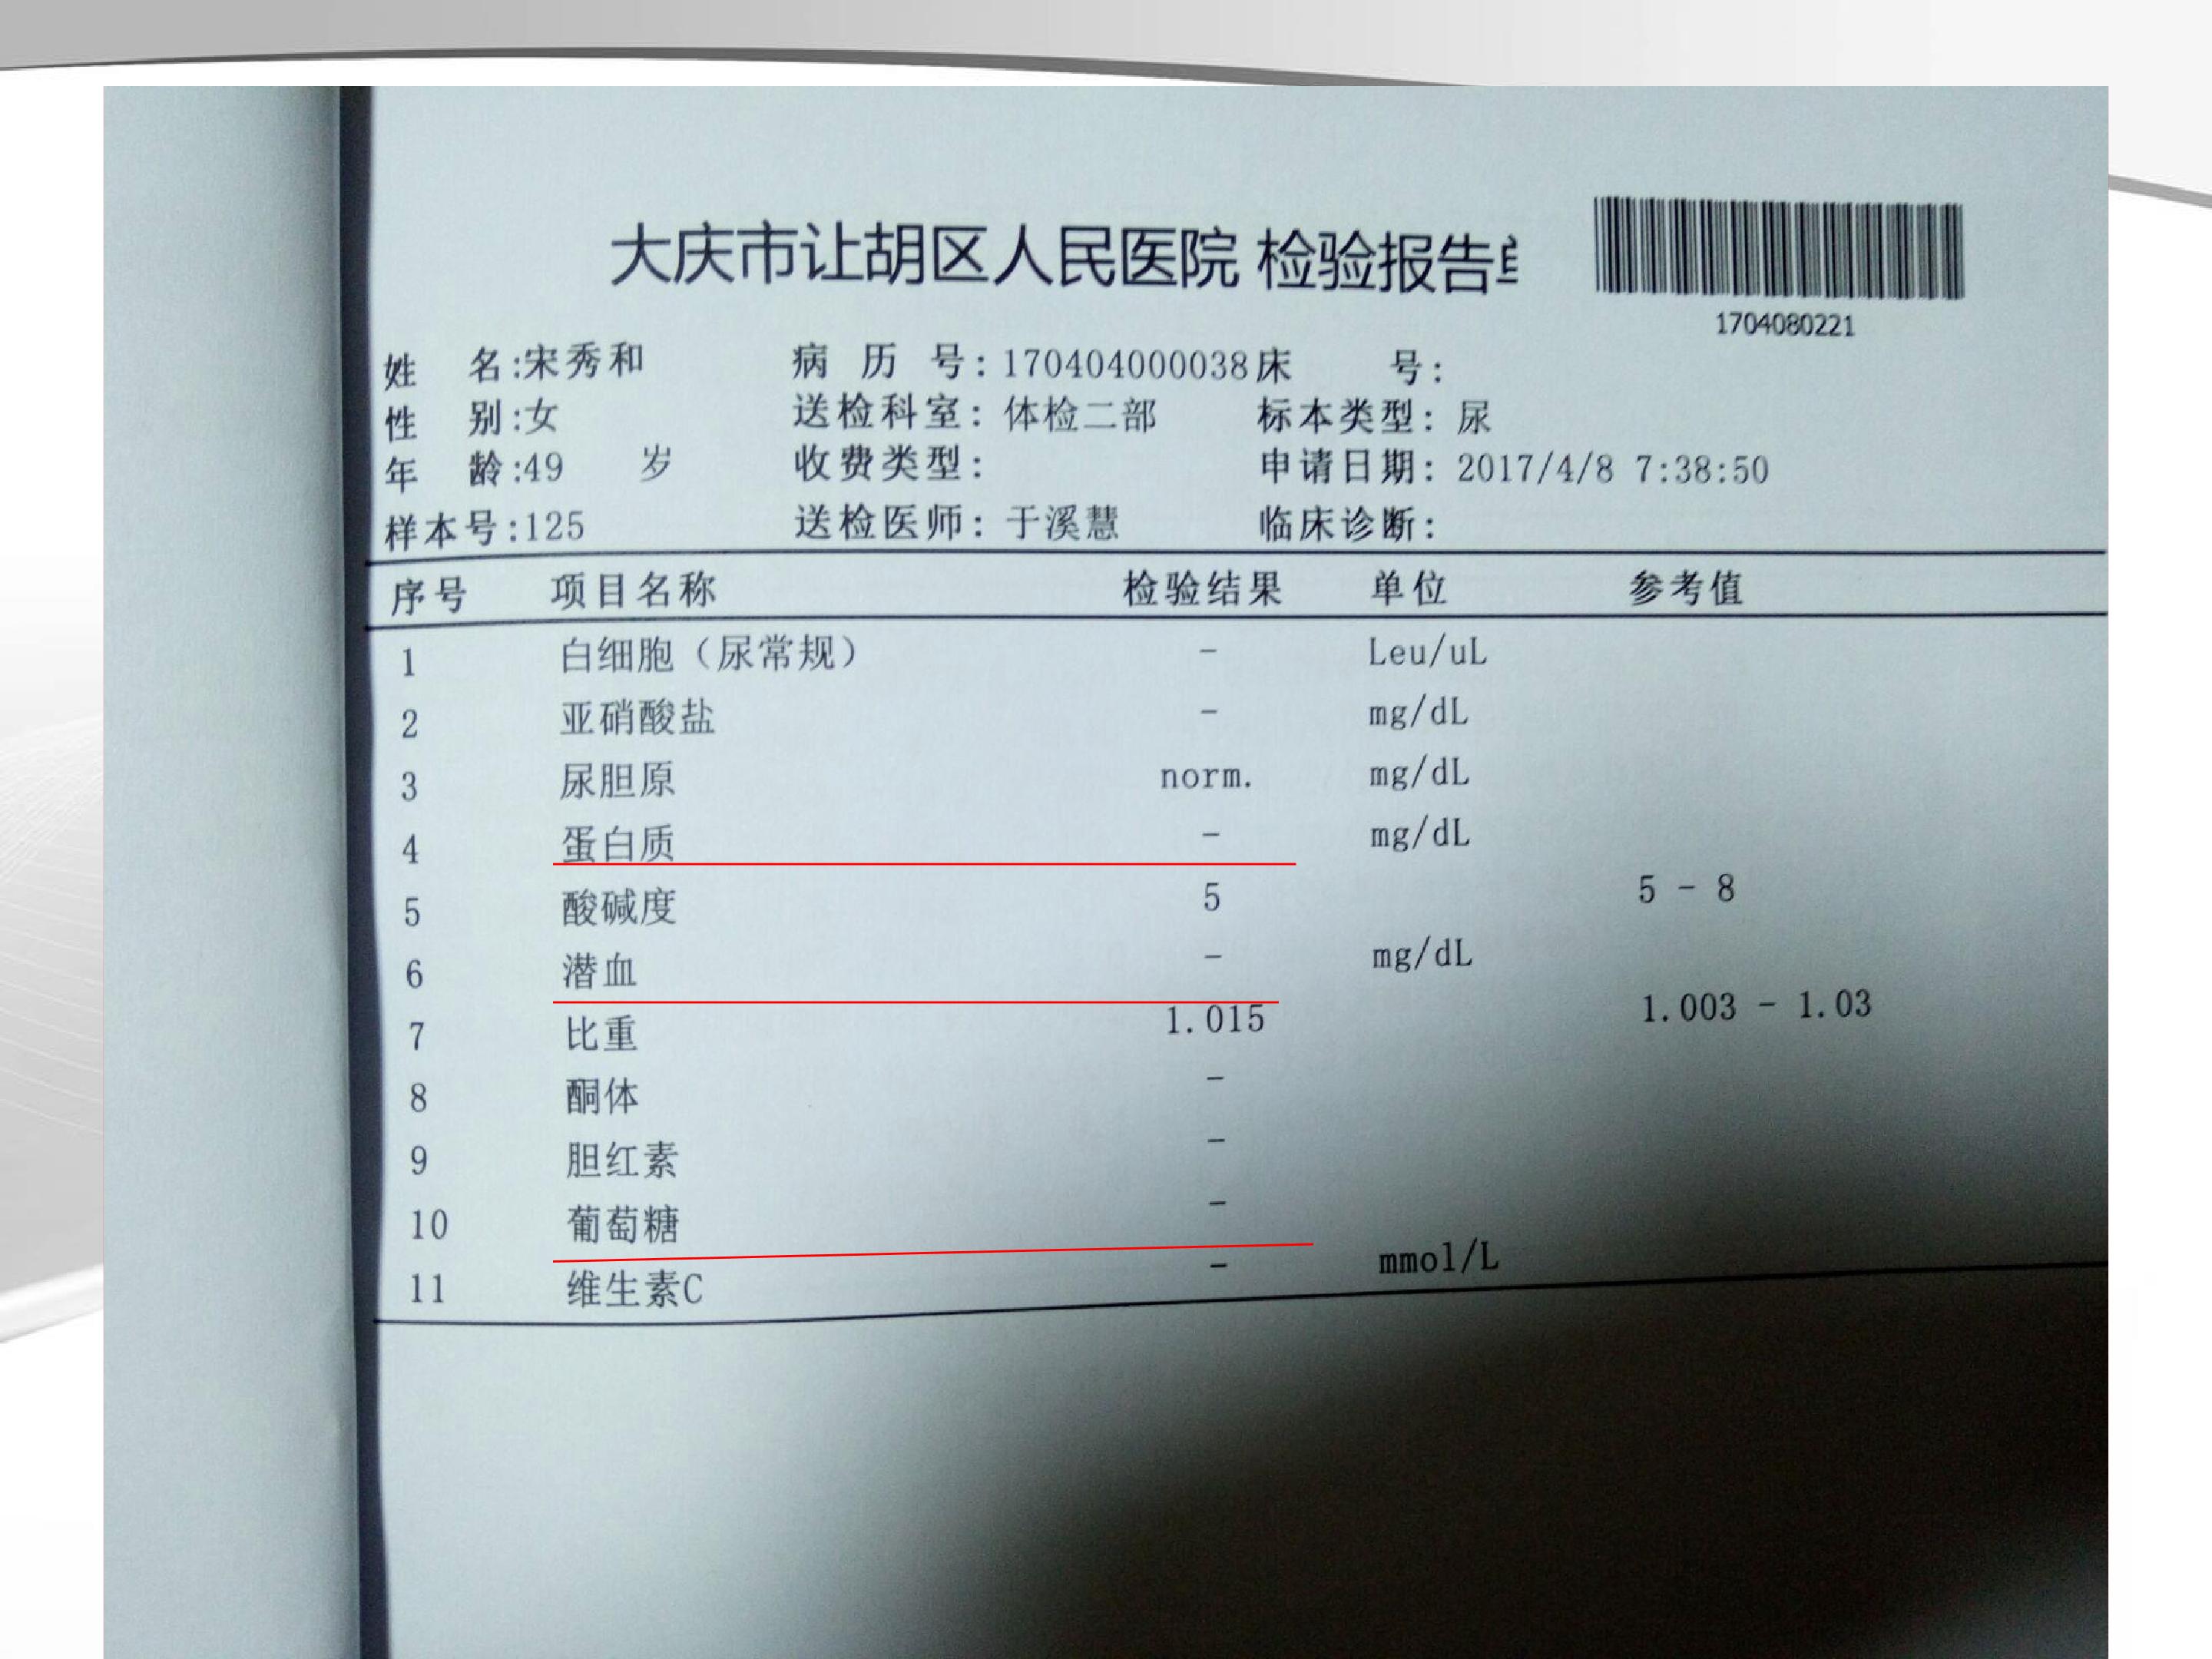 大庆市让胡区人民医院 检验报告单
1704080221
姓 名:宋秀和 病 历 号: 170404000038 床 号:
性 别:女 送检科室: 体检二部 标本类型: 尿
年 龄:49 岁 收费类型: 申请日期: 2017/4/8 7:38:50
样本号:125 送检医师: 于溪慧 临床诊断:
序号 项目名称 检验结果 单位 参考值
1 白细胞（尿常规） - Leu/uL
2 亚硝酸盐 - mg/dL
3 尿胆原 norm. mg/dL
4 蛋白质 - mg/dL
5 酸碱度 5 5 - 8
6 潜血 - mg/dL
7 比重 1.015 1.003 - 1.03
8 酮体 -
9 胆红素 -
10 葡萄糖 -
11 维生素C - mmol/L